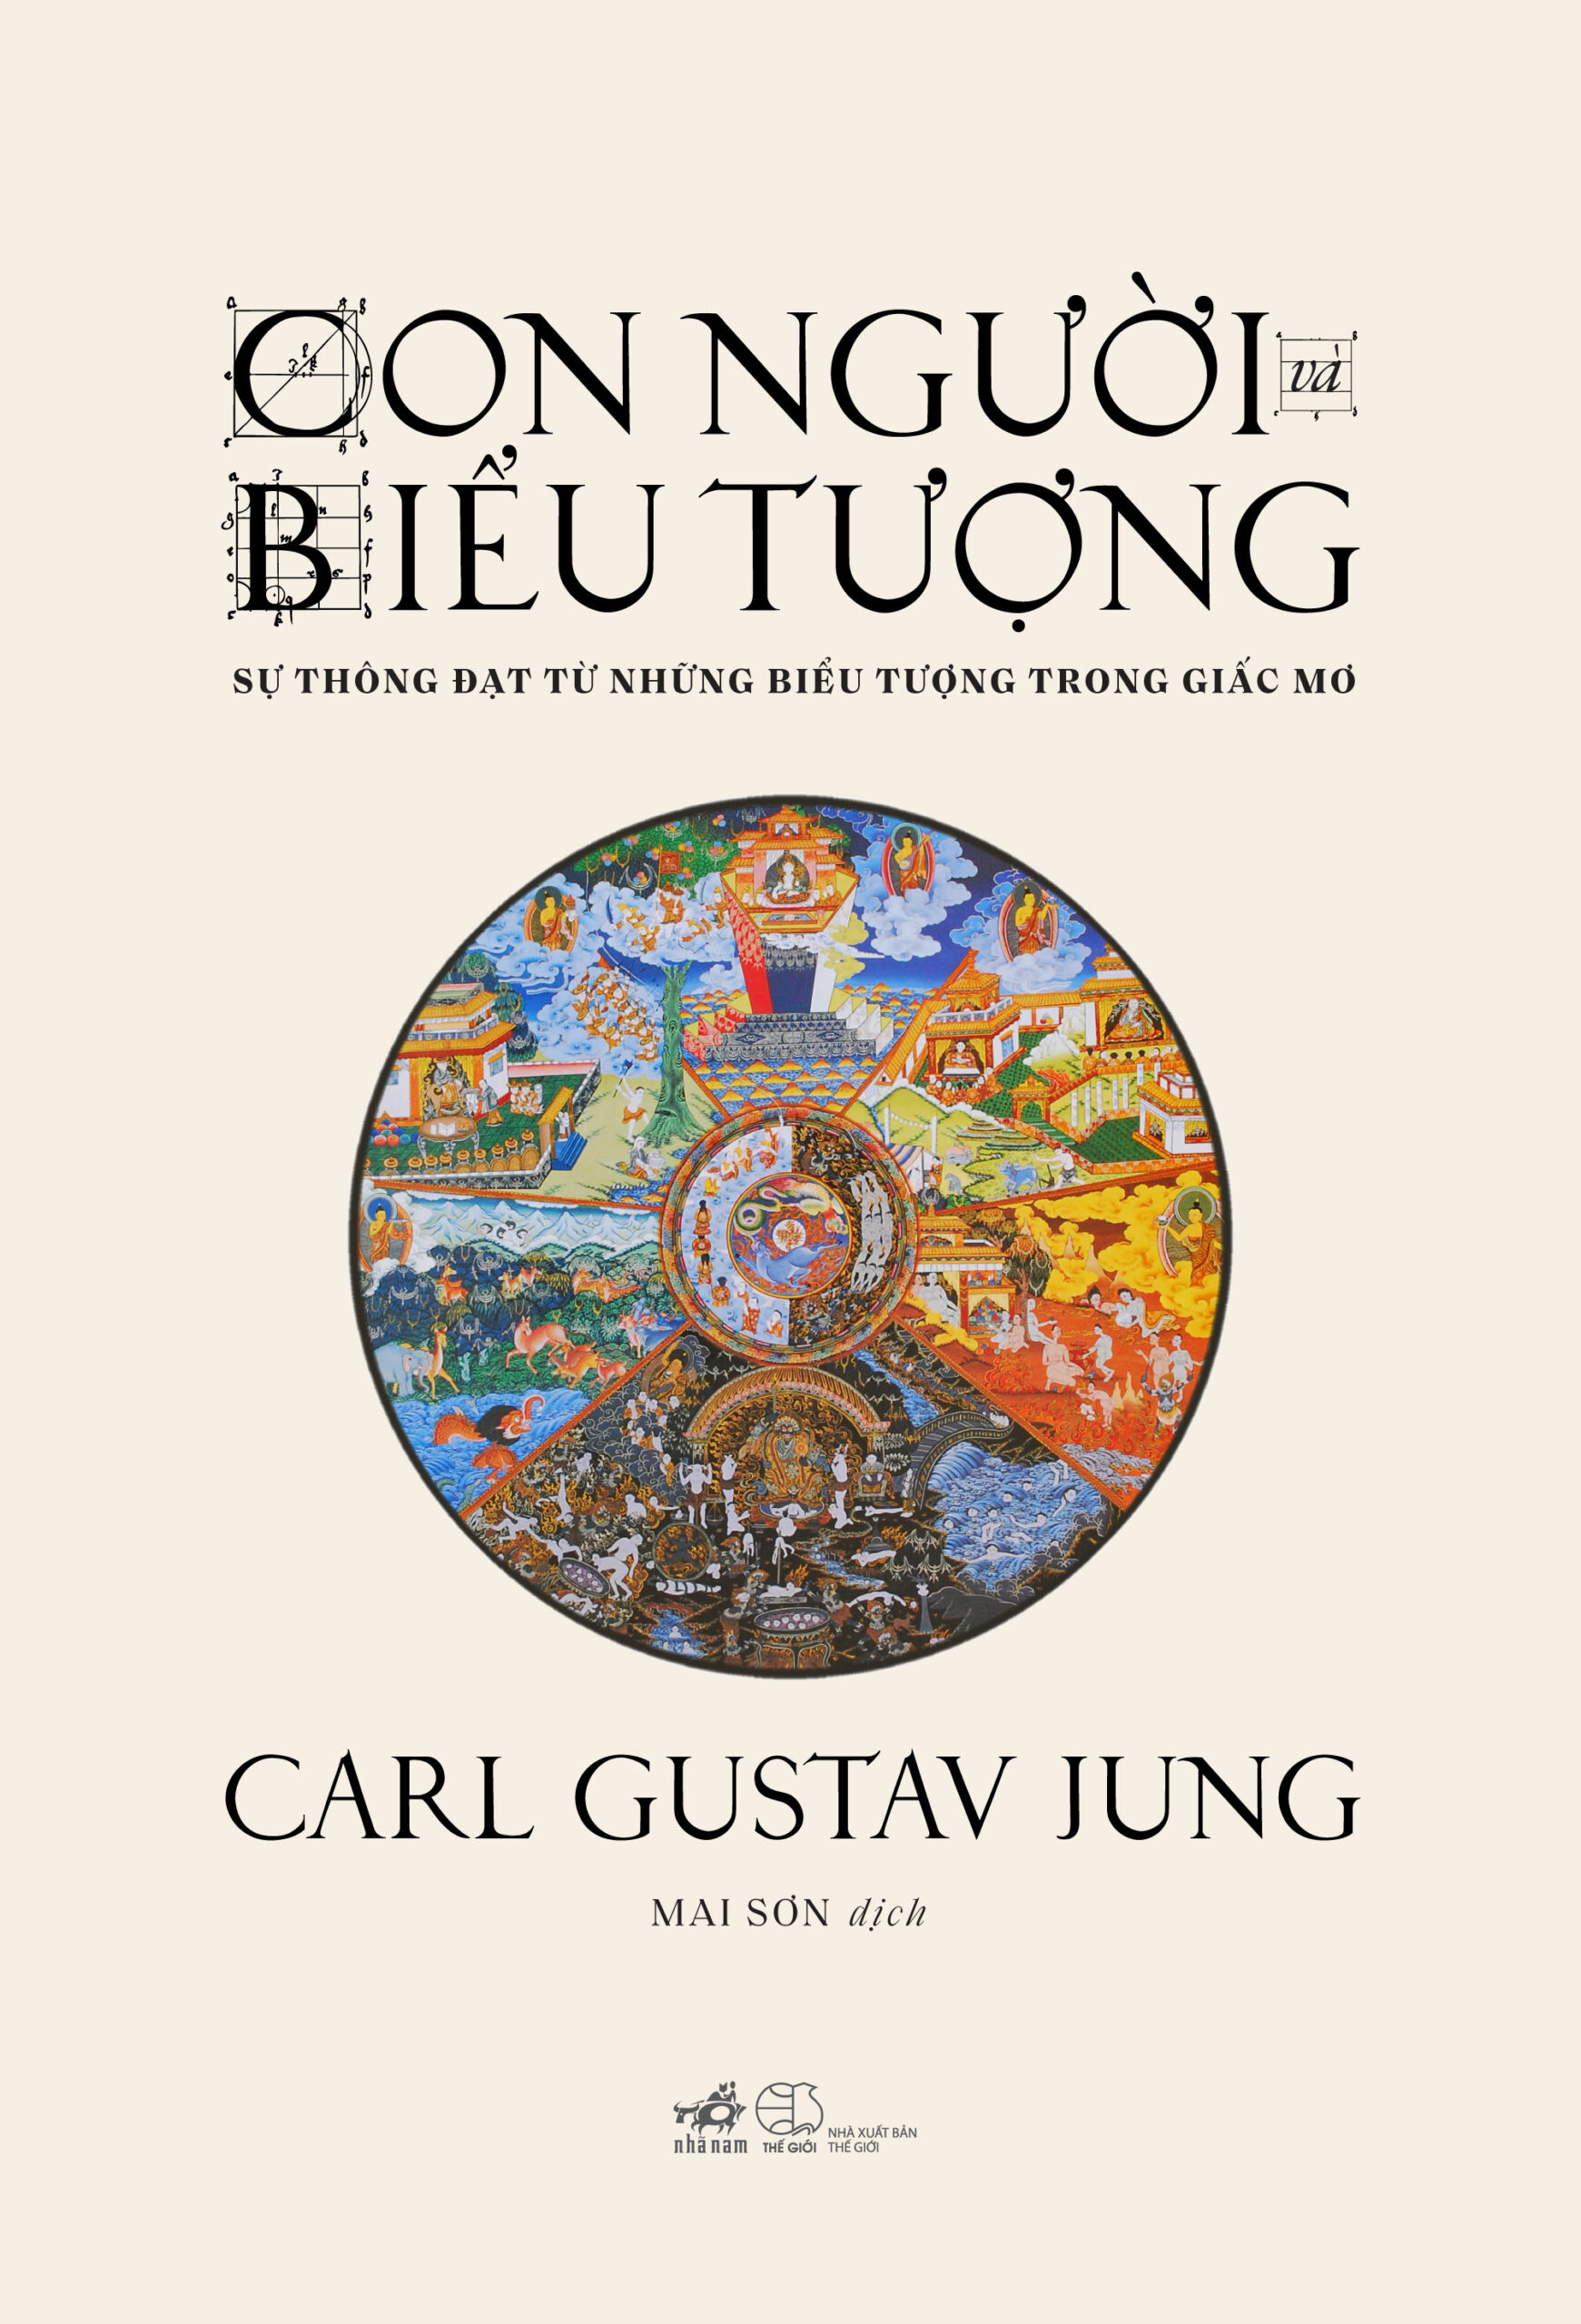 CON NGƯỜI và
BIỂU TƯỢNG
SỰ THÔNG ĐẠT TỪ NHỮNG BIỂU TƯỢNG TRONG GIẤC MƠ
CARL GUSTAV JUNG
MAI SƠN dịch
nhã nam
THẾ GIỚI
NHÀ XUẤT BẢN
THẾ GIỚI